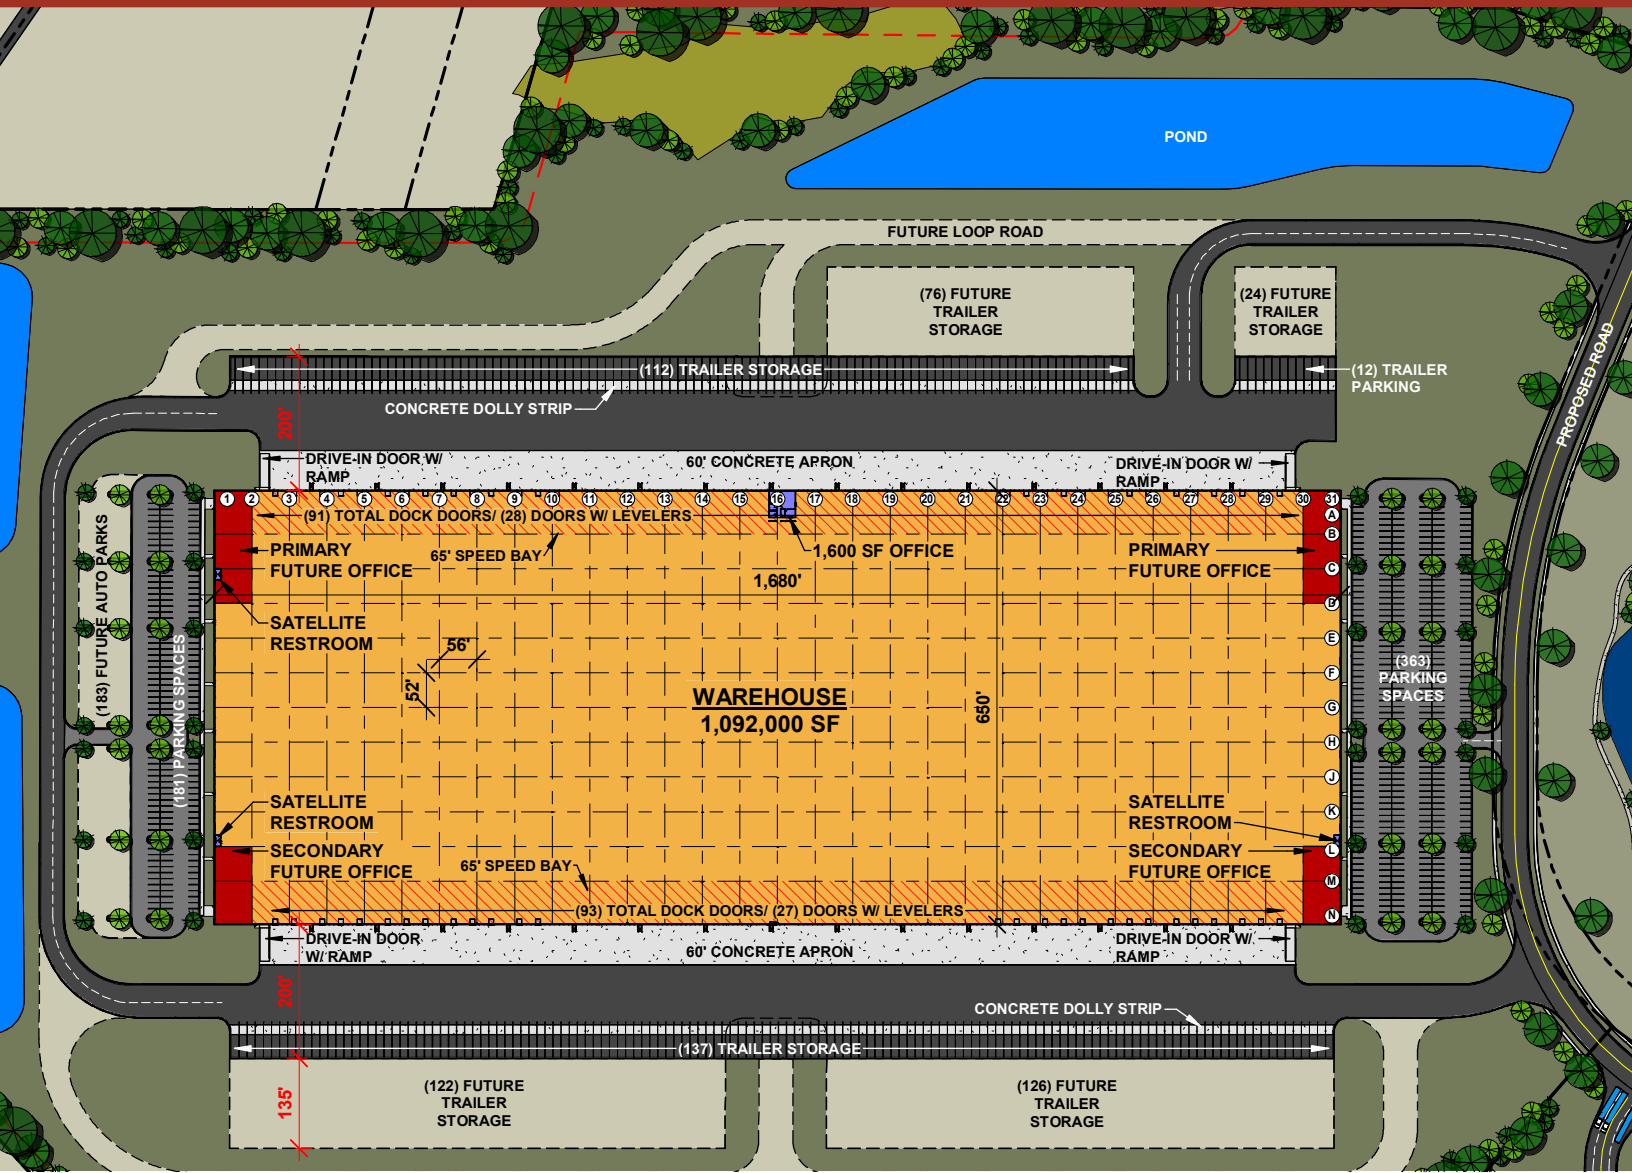 POND
FUTURE LOOP ROAD
(76) FUTURE
TRAILER
STORAGE
(24) FUTURE
TRAILER
STORAGE
PROPOSED ROAD
(112) TRAILER STORAGE
(12) TRAILER
PARKING
CONCRETE DOLLY STRIP
200'
DRIVE-IN DOOR W/
RAMP
60' CONCRETE APRON
DRIVE-IN DOOR W/
RAMP
1 2 3 4 5 6 7 8 9 10 11 12 13 14 15 16 17 18 19 20 21 22 23 24 25 26 27 28 29 30 31
(91) TOTAL DOCK DOORS/ (28) DOORS W/ LEVELERS
A
B
C
D
E
F
G
H
J
K
L
M
N
PRIMARY
FUTURE OFFICE
65' SPEED BAY
1,600 SF OFFICE
PRIMARY
FUTURE OFFICE
1,680'
(183) FUTURE AUTO PARKS
(181) PARKING SPACES
SATELLITE
RESTROOM
56'
52'
WAREHOUSE
1,092,000 SF
650'
(363)
PARKING
SPACES
SATELLITE
RESTROOM
SATELLITE
RESTROOM
SECONDARY
FUTURE OFFICE
65' SPEED BAY
SECONDARY
FUTURE OFFICE
(93) TOTAL DOCK DOORS/ (27) DOORS W/ LEVELERS
DRIVE-IN DOOR
W/ RAMP
60' CONCRETE APRON
DRIVE-IN DOOR W/
RAMP
200'
CONCRETE DOLLY STRIP
(137) TRAILER STORAGE
135'
(122) FUTURE
TRAILER
STORAGE
(126) FUTURE
TRAILER
STORAGE